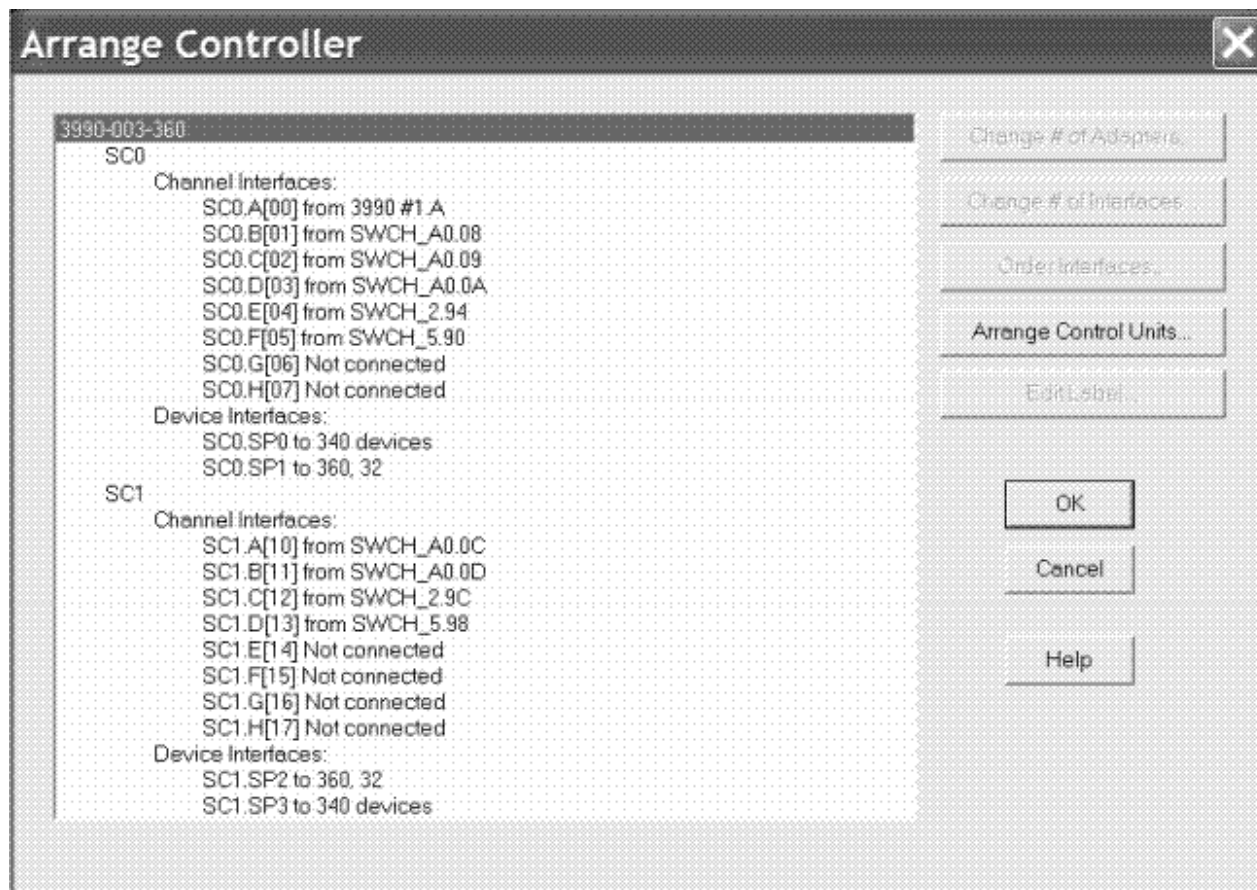 Arrange Controller
3990-003-360
SC0
Channel Interfaces:
SC0.A[00] from 3990 #1.A
SC0.B[01] from SWCH_A0.08
SC0.C[02] from SWCH_A0.09
SC0.D[03] from SWCH_A0.0A
SC0.E[04] from SWCH_2.94
SC0.F[05] from SWCH_5.90
SC0.G[06] Not connected
SC0.H[07] Not connected
Device Interfaces:
SC0.SP0 to 340 devices
SC0.SP1 to 360, 32
SC1
Channel Interfaces:
SC1.A[10] from SWCH_A0.0C
SC1.B[11] from SWCH_A0.0D
SC1.C[12] from SWCH_2.9C
SC1.D[13] from SWCH_5.98
SC1.E[14] Not connected
SC1.F[15] Not connected
SC1.G[16] Not connected
SC1.H[17] Not connected
Device Interfaces:
SC1.SP2 to 360, 32
SC1.SP3 to 340 devices
Change # of Adapters...
Change # of Interfaces...
Order Interfaces...
Arrange Control Units...
Edit Label...
OK
Cancel
Help